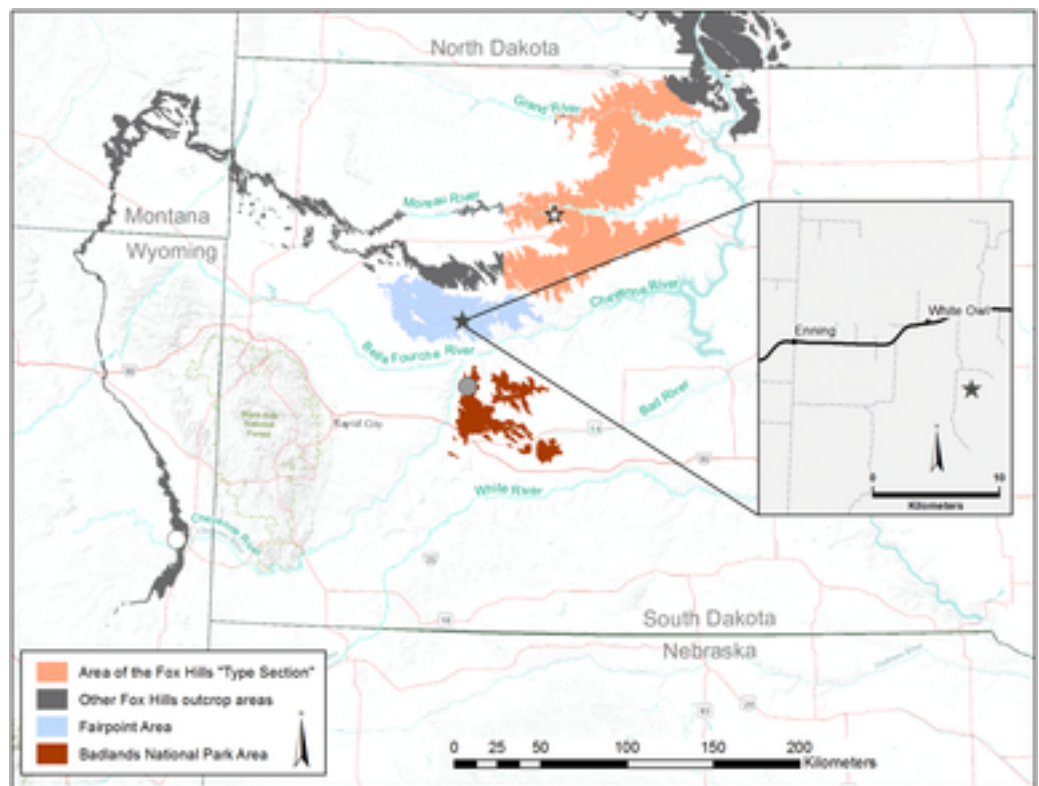 North Dakota
Grand River
Moreau River
Montana
Wyoming
Cheyenne River
Belle Fourche River
White Owl
Enning
Bad River
Rapid City
14
90
White River
0
10
Kilometers
Cheyenne River
South Dakota
Nebraska
Area of the Fox Hills "Type Section"
Other Fox Hills outcrop areas
Fairpoint Area
Badlands National Park Area
0 25 50 100 150 200
Kilometers